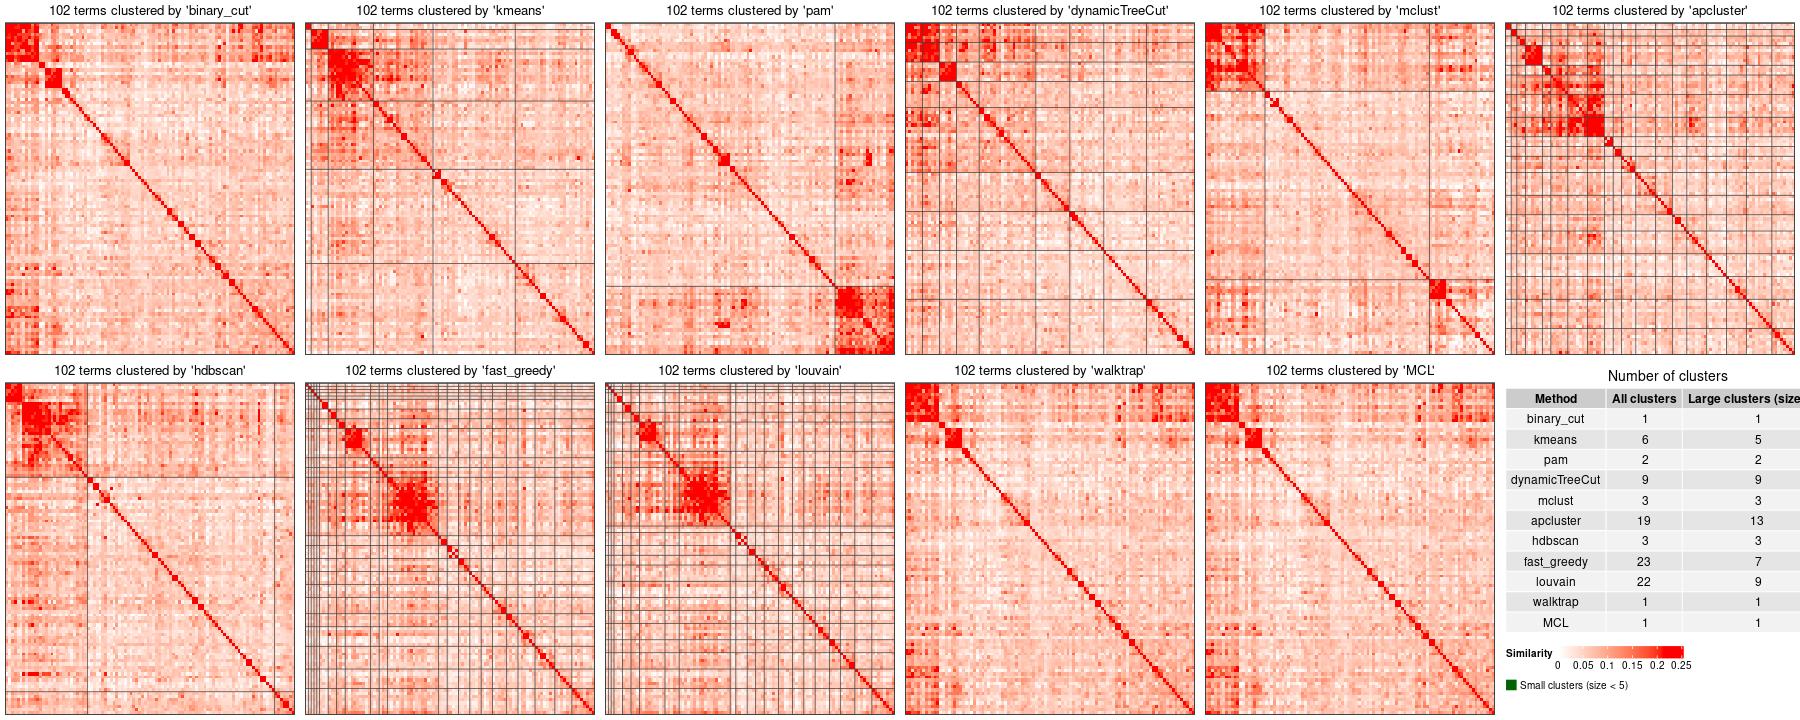 102 terms clustered by 'binary_cut'
102 terms clustered by 'kmeans'
102 terms clustered by 'pam'
102 terms clustered by 'dynamicTreeCut'
102 terms clustered by 'mclust'
102 terms clustered by 'apcluster'
102 terms clustered by 'hdbscan'
102 terms clustered by 'fast_greedy'
102 terms clustered by 'louvain'
102 terms clustered by 'walktrap'
102 terms clustered by 'MCL'
Number of clusters
Method All clusters Large clusters (size
binary_cut 1 1
kmeans 6 5
pam 2 2
dynamicTreeCut 9 9
mclust 3 3
apcluster 19 13
hdbscan 3 3
fast_greedy 23 7
louvain 22 9
walktrap 1 1
MCL 1 1
Similarity
0 0.05 0.1 0.15 0.2 0.25
Small clusters (size < 5)